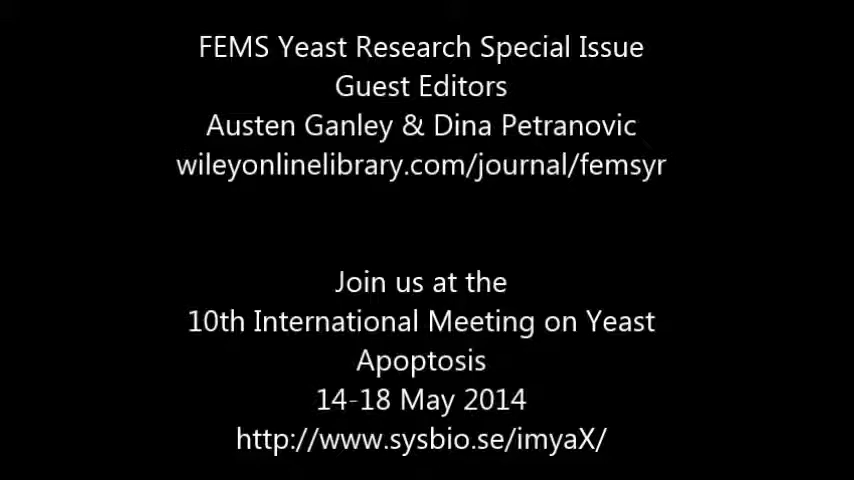 FEMS Yeast Research Special Issue
Guest Editors
Austen Ganley & Dina Petranovic
wileyonlinelibrary.com/journal/femsyr
Join us at the
10th International Meeting on Yeast
Apoptosis
14-18 May 2014
http://www.sysbio.se/imyaX/